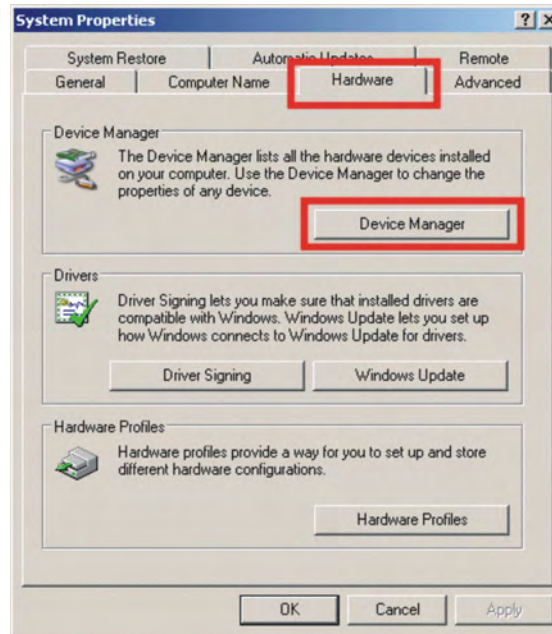 System Properties
System Restore Automatic Updates Remote
General Computer Name Hardware Advanced
Device Manager
The Device Manager lists all the hardware devices installed
on your computer. Use the Device Manager to change the
properties of any device.
Device Manager
Drivers
Driver Signing lets you make sure that installed drivers are
compatible with Windows. Windows Update lets you set up
how Windows connects to Windows Update for drivers.
Driver Signing Windows Update
Hardware Profiles
Hardware profiles provide a way for you to set up and store
different hardware configurations.
Hardware Profiles
OK Cancel Apply